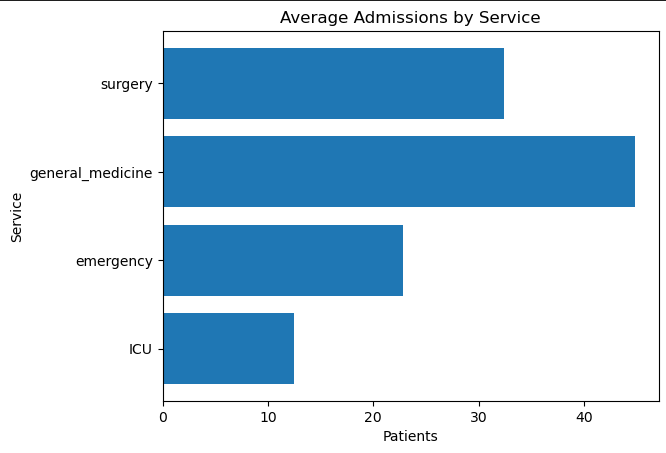 Average Admissions by Service
surgery
general_medicine
emergency
ICU
Service
0 10 20 30 40
Patients